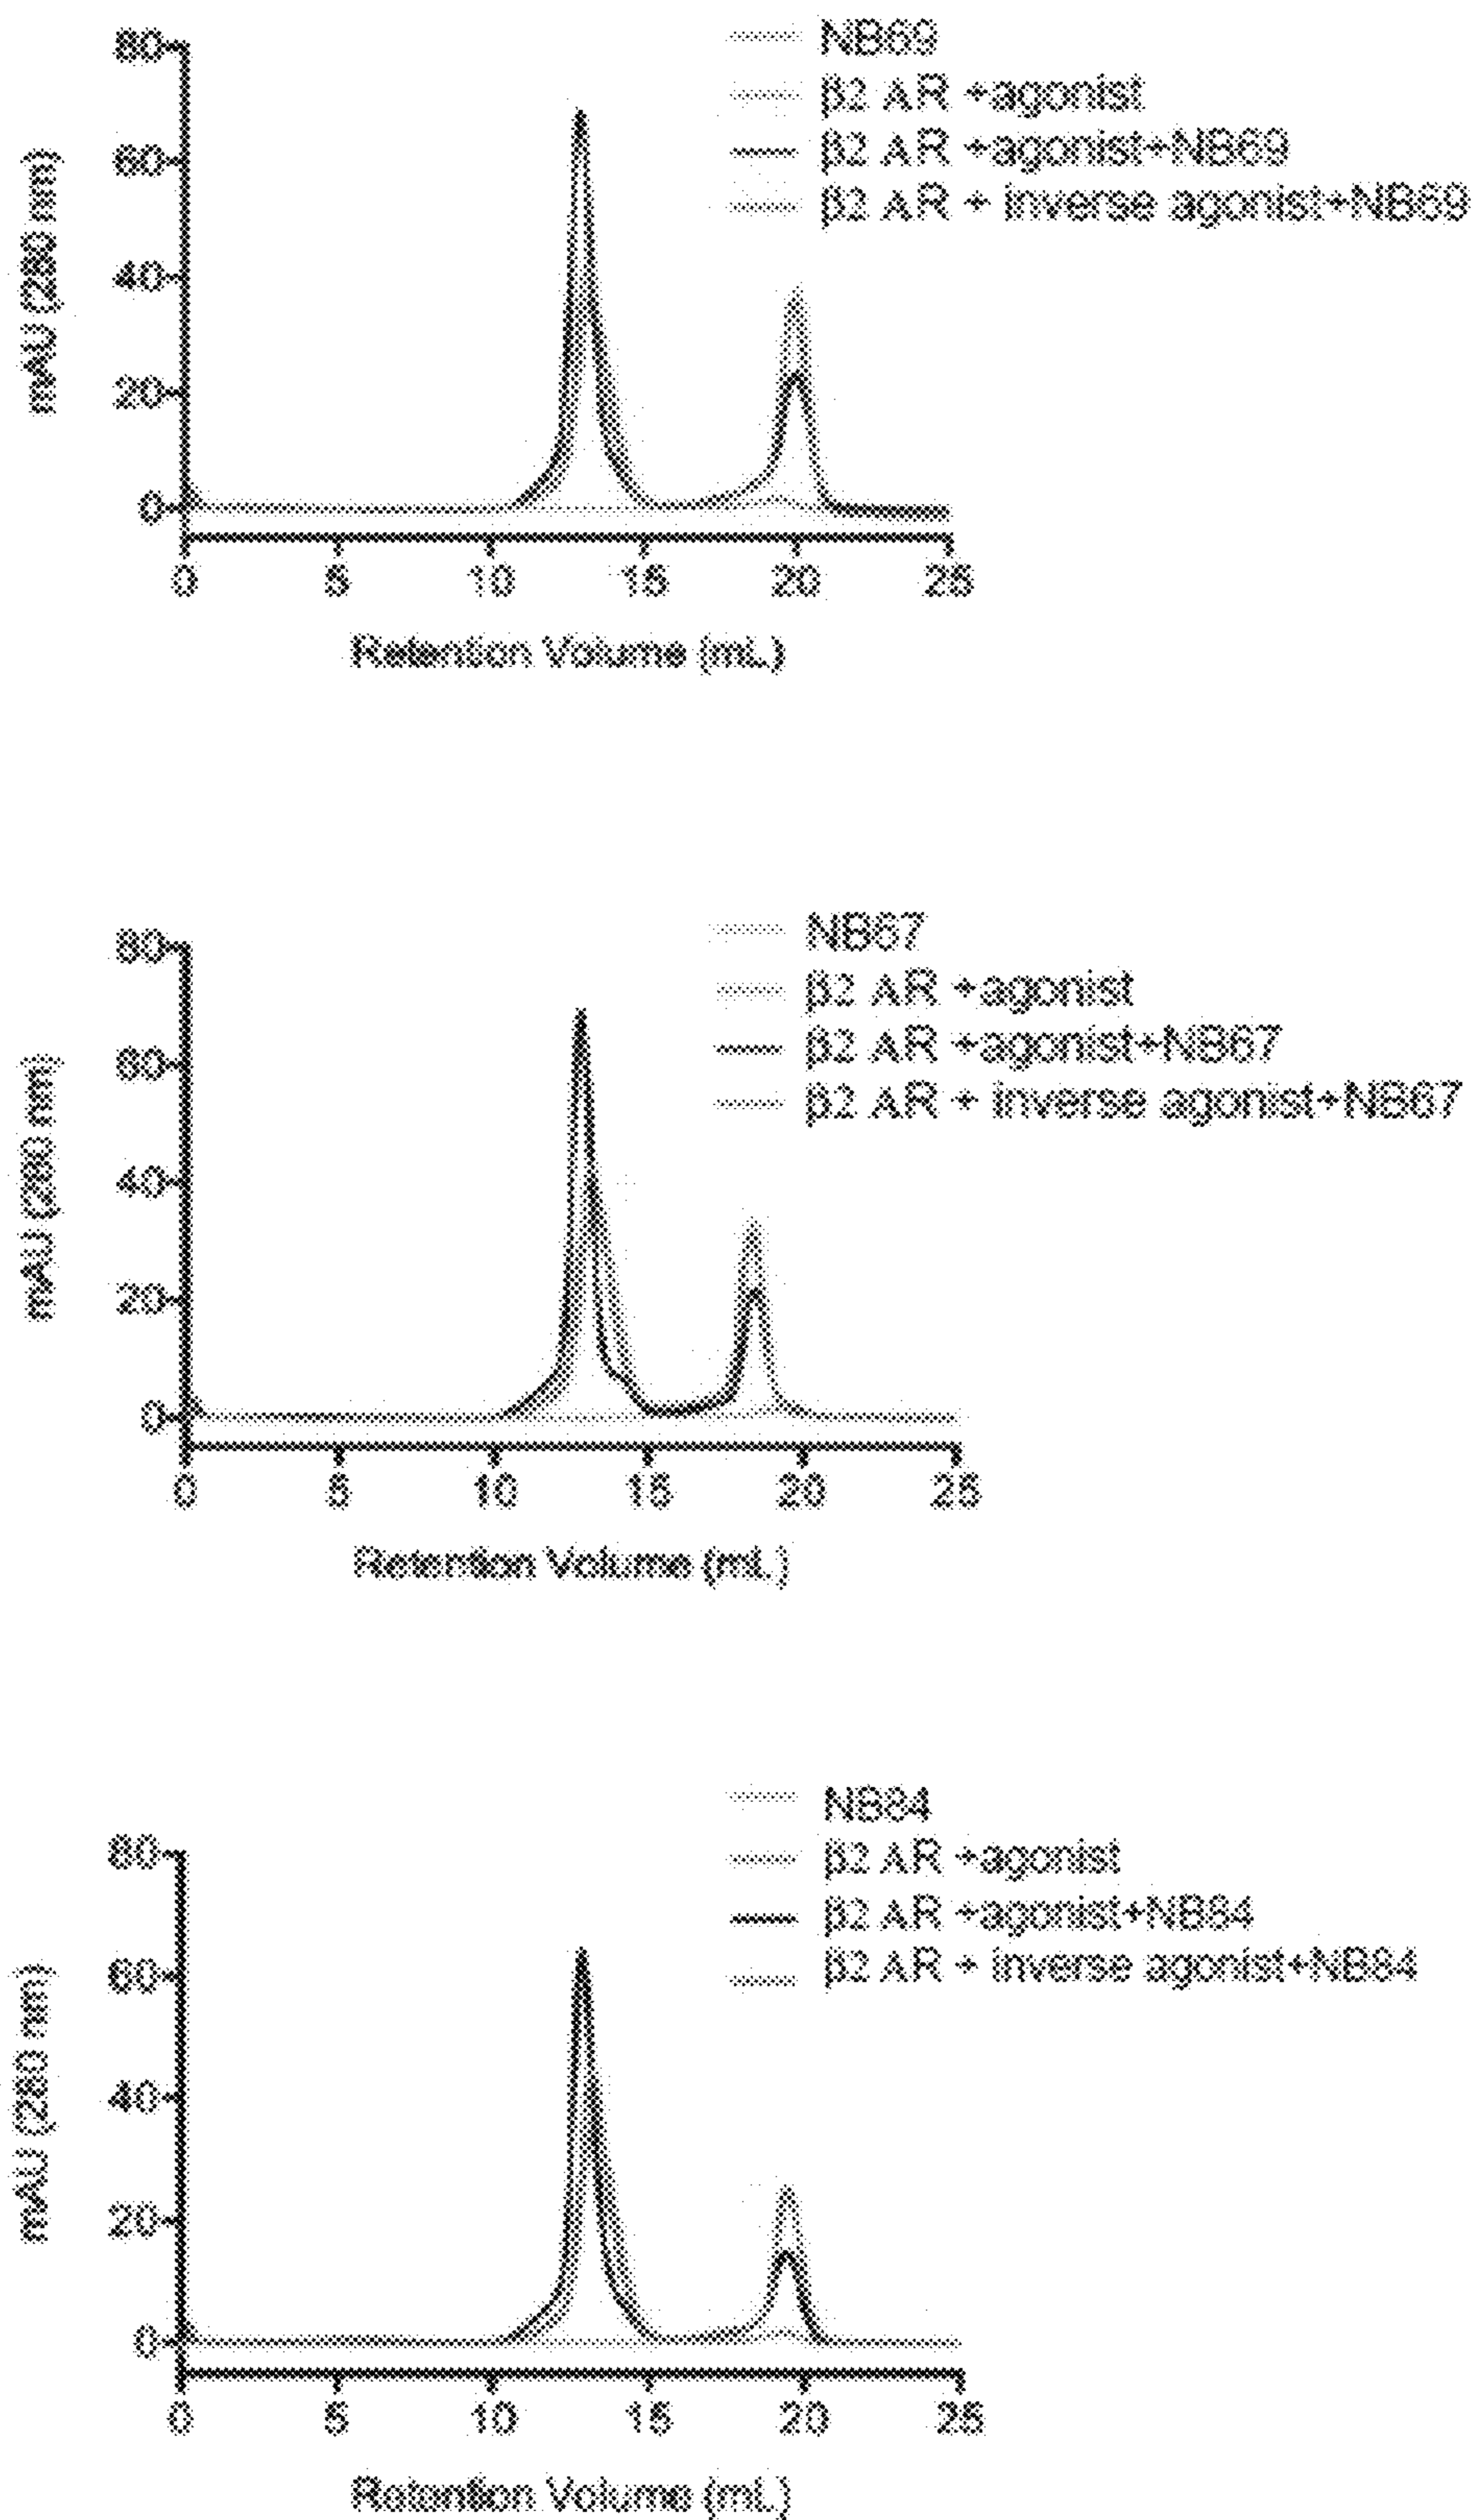 NB69
β2 AR +agonist
β2 AR +agonist+NB69
β2 AR + inverse agonist+NB69
mAU (280 nm)
80
60
40
20
0
0 5 10 15 20 25
Retention Volume (mL)
NB67
β2 AR +agonist
β2 AR +agonist+NB67
β2 AR + inverse agonist+NB67
mAU (280 nm)
80
60
40
20
0
0 5 10 15 20 25
Retention Volume (mL)
NB84
β2 AR +agonist
β2 AR +agonist+NB84
β2 AR + inverse agonist+NB84
mAU (280 nm)
80
60
40
20
0
0 5 10 15 20 25
Retention Volume (mL)